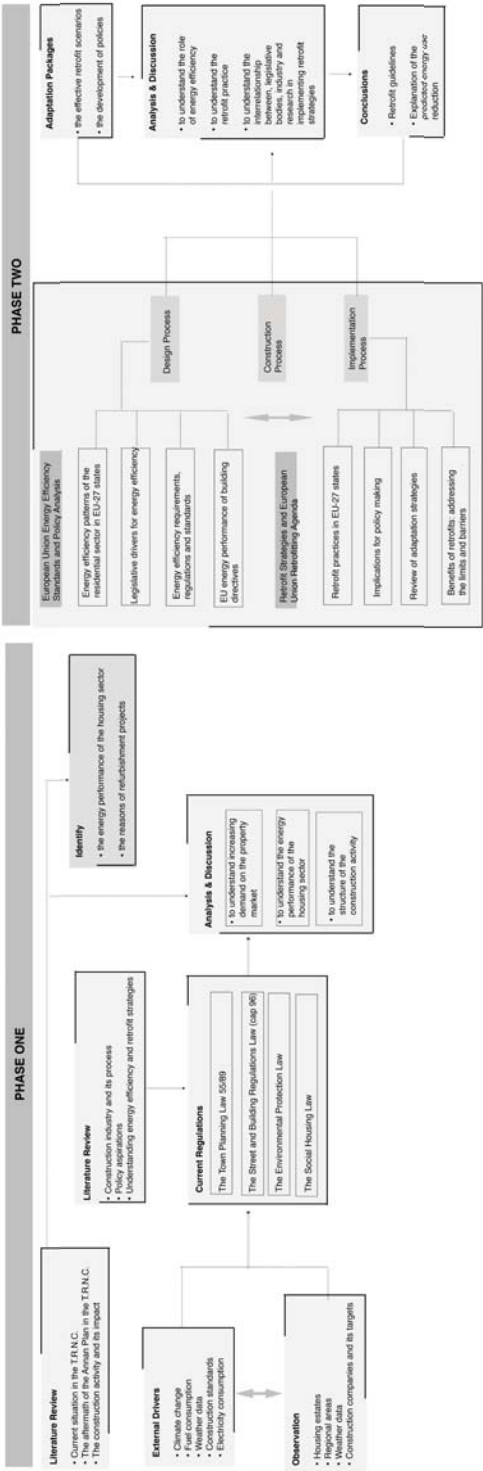 PHASE ONE
Literature Review
• Current situation in the T.R.N.C.
• The aftermath of the Annan Plan in the T.R.N.C.
• The construction activity and its impact
External Drivers
• Climate change
• Fuel consumption
• Weather data
• Construction standards
• Electricity consumption
Observation
• Housing estates
• Regional areas
• Weather data
• Construction companies and its targets
Literature Review
• Construction industry and its process
• Policy aspirations
• Understanding energy efficiency and retrofit strategies
Current Regulations
The Town Planning Law 55/89
The Street and Building Regulations Law (cap 96)
The Environmental Protection Law
The Social Housing Law
Identify
• the energy performance of the housing sector
• the reasons of refurbishment projects
Analysis & Discussion
• to understand increasing
demand on the property
market
• to understand the energy
performance of the
housing sector
• to understand the
structure of the
construction activity
PHASE TWO
European Union Energy Efficiency
Standards and Policy Analysis
Energy efficiency patterns of the
residential sector in EU-27 states
Legislative drivers for energy efficiency
Energy efficiency requirements,
regulations and standards
EU energy performance of building
directives
Retrofit Strategies and European
Union Retrofitting Agenda
Retrofit practices in EU-27 states
Implications for policy making
Review of adaptation strategies
Benefits of retrofits: addressing
the limits and barriers
Design Process
Construction
Process
Implementation
Process
Adaptation Packages
• the effective retrofit scenarios
• the development of policies
Analysis & Discussion
• to understand the role
of energy efficiency
• to understand the
retrofit practice
• to understand the
interrelationship
between, legislative
bodies, industry and
research in
implementing retrofit
strategies
Conclusions
• Retrofit guidelines
• Explanation of the
predicted energy use
reduction